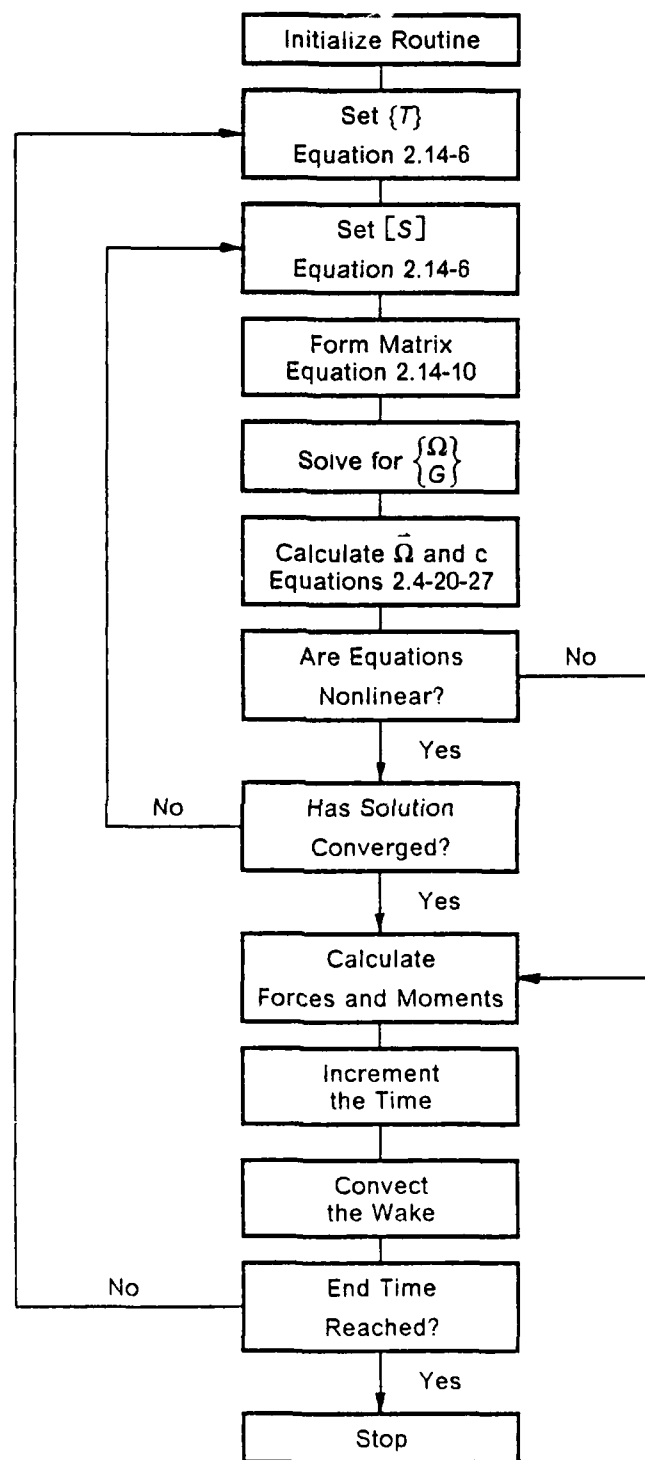 Initialize Routine
Set {T}
Equation 2.14-6
Set [S]
Equation 2.14-6
Form Matrix
Equation 2.14-10
Solve for {Ω G}
Calculate Ω⃗ and c
Equations 2.4-20-27
Are Equations
Nonlinear?
No
Yes
Has Solution
Converged?
No
Yes
Calculate
Forces and Moments
Increment
the Time
Convect
the Wake
End Time
Reached?
No
Yes
Stop